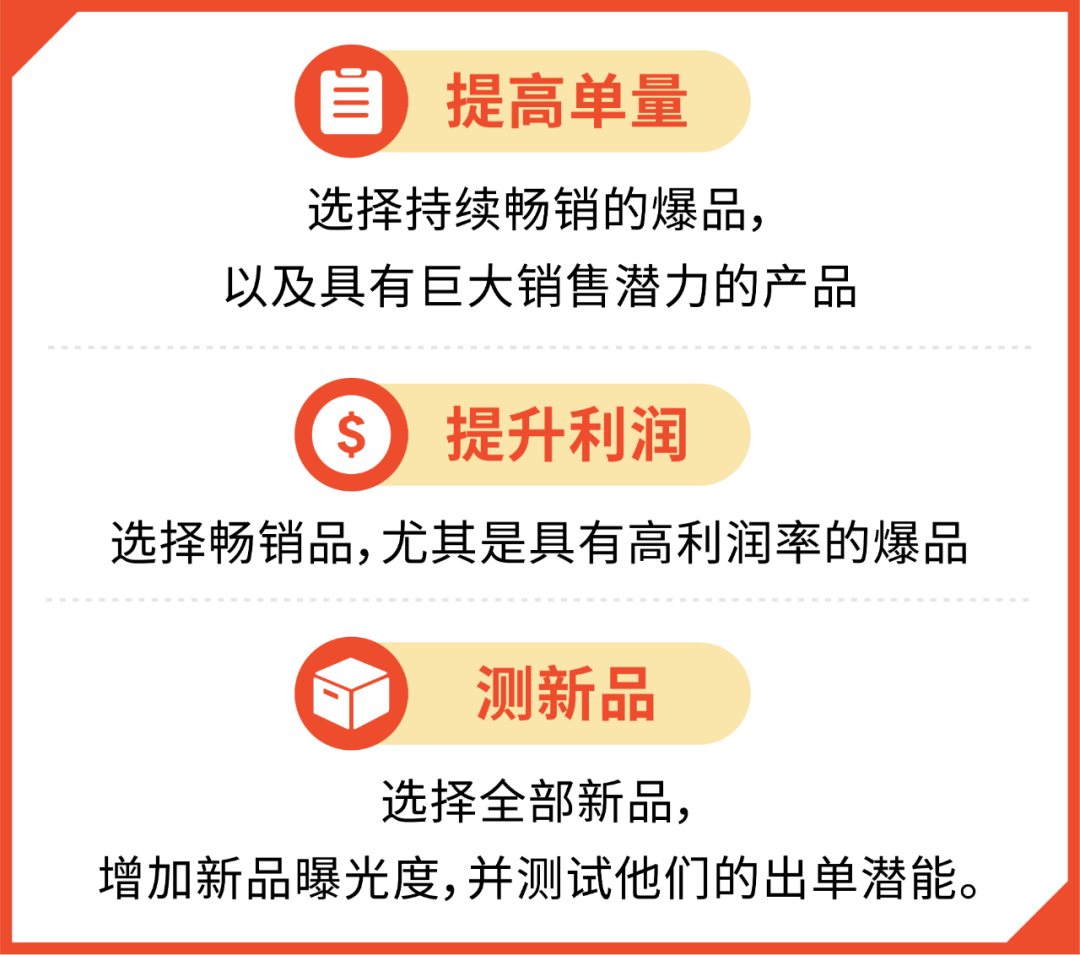 提高单量
选择持续畅销的爆品，
以及具有巨大销售潜力的产品
$
提升利润
选择畅销品，尤其是具有高利润率的爆品
测新品
选择全部新品，
增加新品曝光度，并测试他们的出单潜能。